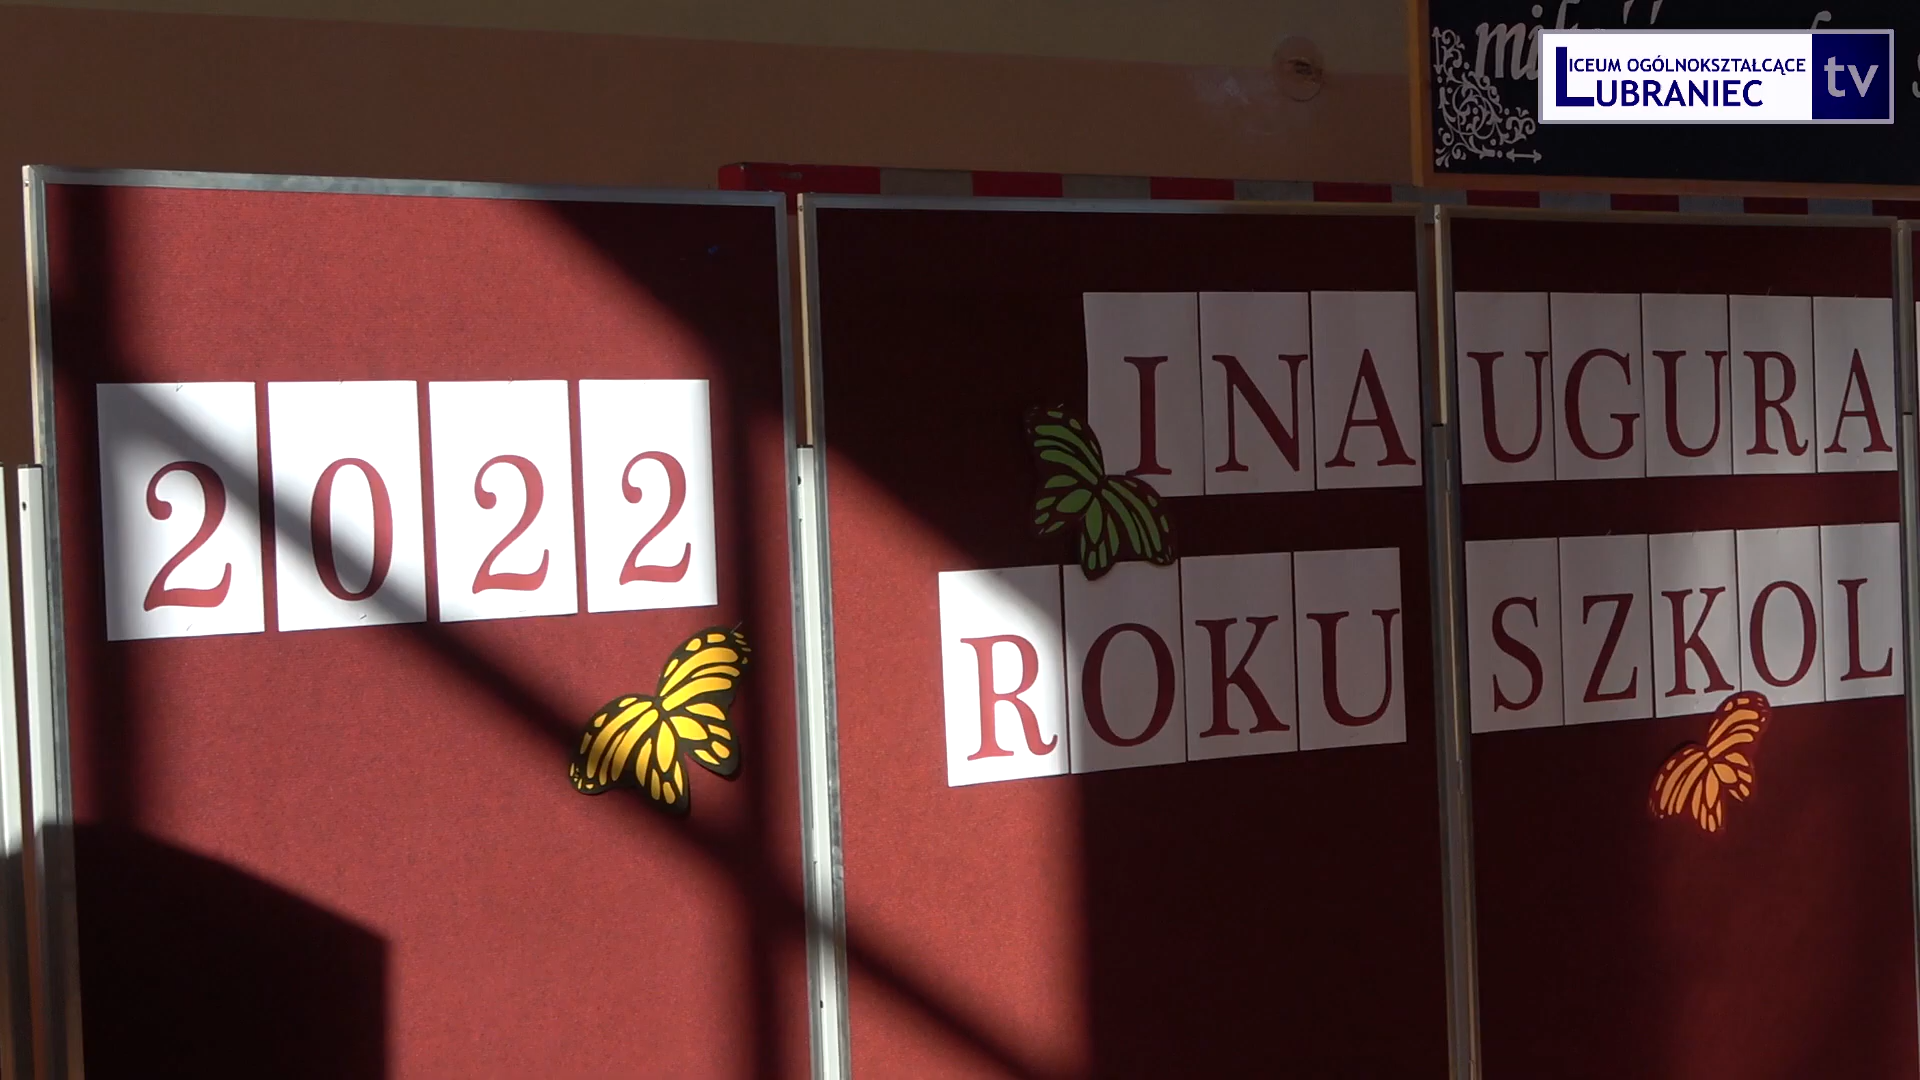 LICEUM OGÓLNOKSZTAŁCĄCE
LUBRANIEC
tv
2022
INAUGURA
ROKU SZKOL